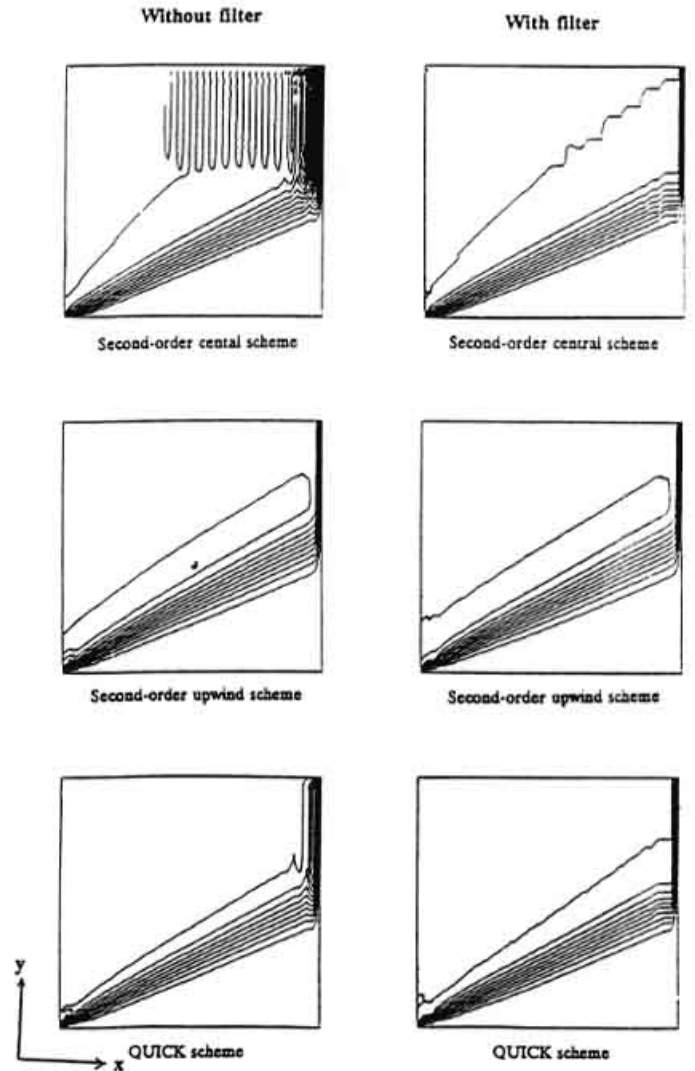 Without filter
With filter
Second-order cental scheme
Second-order central scheme
Second-order upwind scheme
Second-order upwind scheme
y
x
QUICK scheme
QUICK scheme